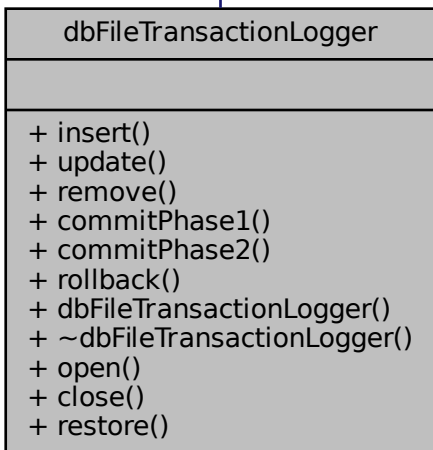 dbFileTransactionLogger
+ insert()
+ update()
+ remove()
+ commitPhase1()
+ commitPhase2()
+ rollback()
+ dbFileTransactionLogger()
+ ~dbFileTransactionLogger()
+ open()
+ close()
+ restore()